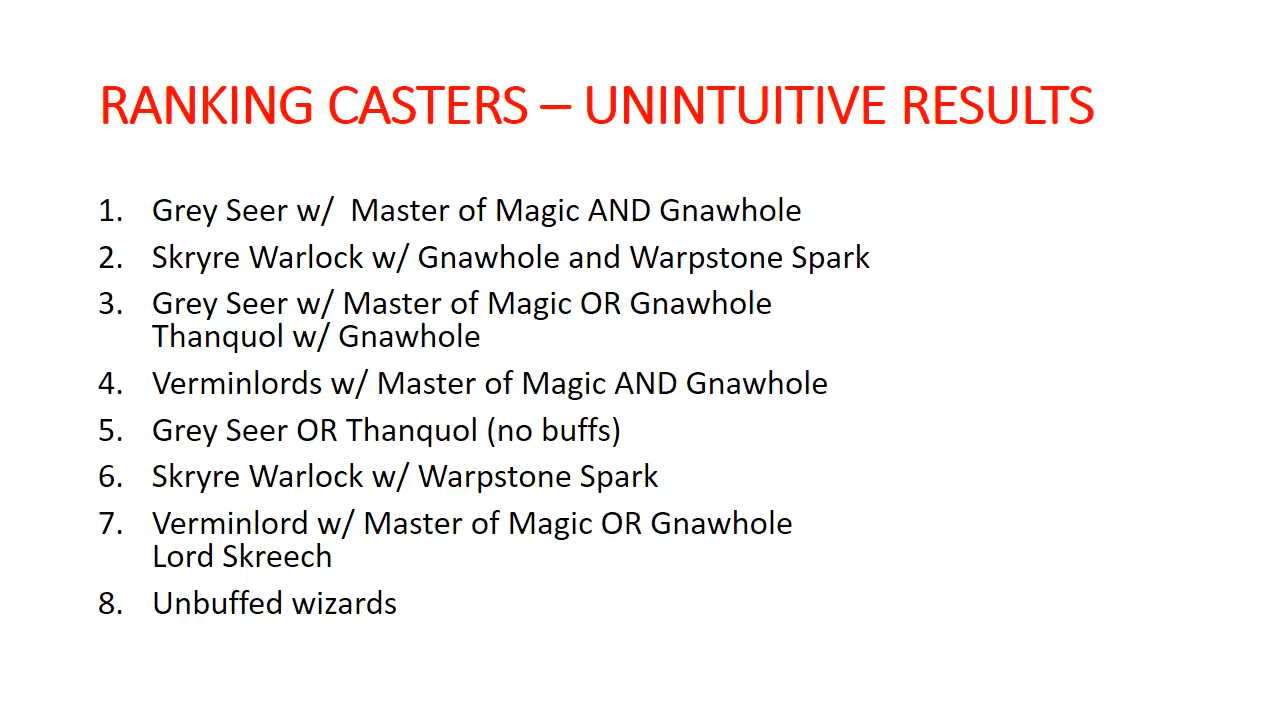 RANKING CASTERS – UNINTUITIVE RESULTS
1. Grey Seer w/  Master of Magic AND Gnawhole
2. Skryre Warlock w/ Gnawhole and Warpstone Spark
3. Grey Seer w/ Master of Magic OR Gnawhole
Thanquol w/ Gnawhole
4. Verminlords w/ Master of Magic AND Gnawhole
5. Grey Seer OR Thanquol (no buffs)
6. Skryre Warlock w/ Warpstone Spark
7. Verminlord w/ Master of Magic OR Gnawhole
Lord Skreech
8. Unbuffed wizards